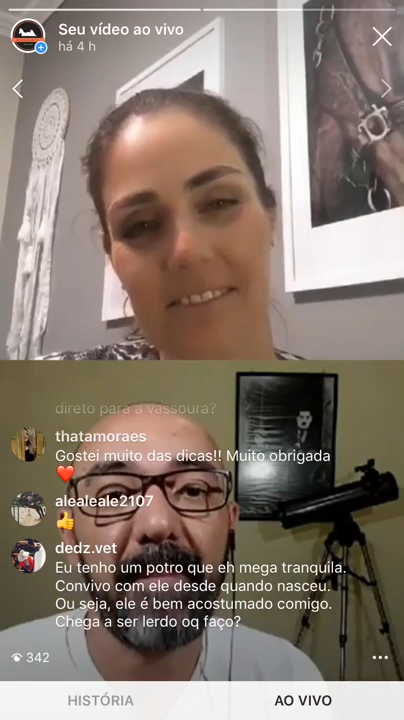 Seu vídeo ao vivo
há 4 h
direto para a vassoura?
thatamoraes
Gostei muito das dicas!! Muito obrigada
❤️
alealeale2107
👍
dedz.vet
Eu tenho um potro que eh mega tranquila.
Convivo com ele desde quando nasceu.
Ou seja, ele é bem acostumado comigo.
Chega a ser lerdo oq faço?
342
HISTÓRIA
AO VIVO